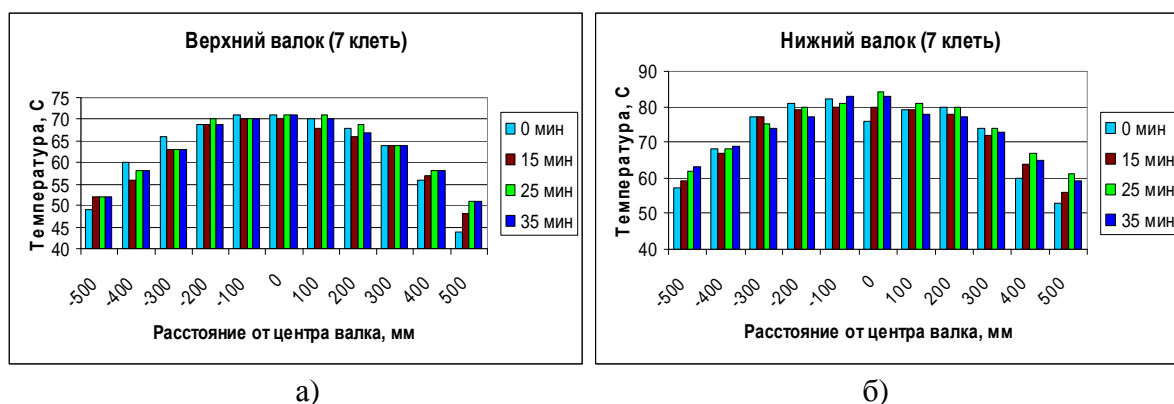 Верхний валок (7 клеть)
Температура, С
75
70
65
60
55
50
45
40
-500
-400
-300
-200
-100
0
100
200
300
400
500
Расстояние от центра валка, мм
0 мин
15 мин
25 мин
35 мин
а)
Нижний валок (7 клеть)
Температура, С
90
80
70
60
50
40
-500
-400
-300
-200
-100
0
100
200
300
400
500
Расстояние от центра валка, мм
0 мин
15 мин
25 мин
35 мин
б)